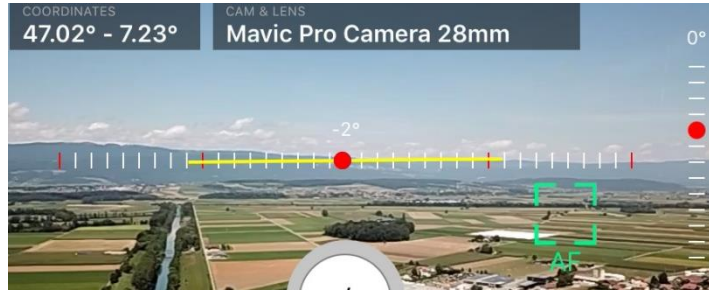 COORDINATES
47.02° - 7.23°
CAM & LENS
Mavic Pro Camera 28mm
0°
-2°
AF